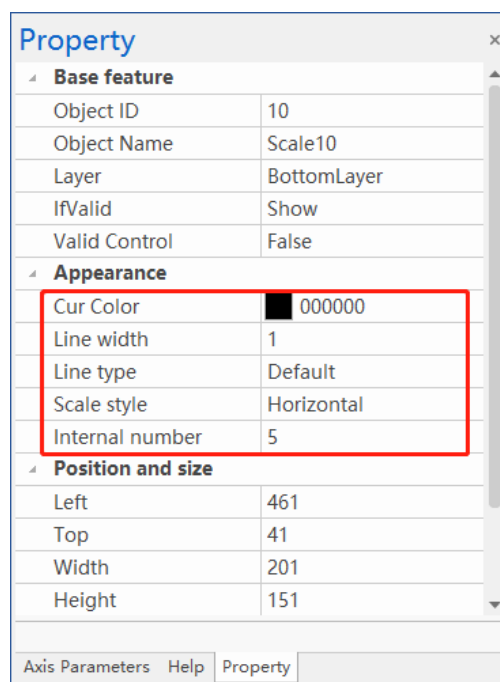 Property
Base feature
Object ID 10
Object Name Scale10
Layer BottomLayer
IfValid Show
Valid Control False
Appearance
Cur Color 000000
Line width 1
Line type Default
Scale style Horizontal
Internal number 5
Position and size
Left 461
Top 41
Width 201
Height 151
Axis Parameters Help Property